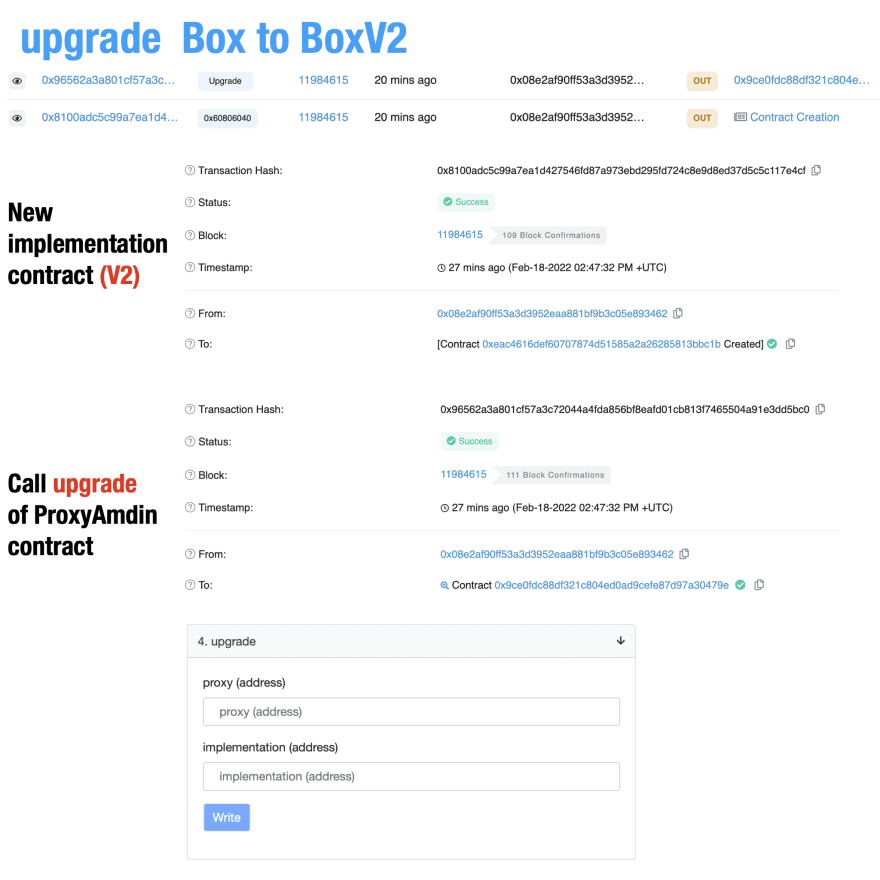 upgrade Box to BoxV2
0x96562a3a801cf57a3c... Upgrade 11984615 20 mins ago 0x08e2af90ff53a3d3952... OUT 0x9ce0fdc88df321c804e...
0x8100adc5c99a7ea1d4... 0x60806040 11984615 20 mins ago 0x08e2af90ff53a3d3952... OUT Contract Creation
New
implementation
contract (V2)
Transaction Hash: 0x8100adc5c99a7ea1d427546fd87a973ebd295fd724c8e9d8ed37d5c5c117e4cf
Status: Success
Block: 11984615 109 Block Confirmations
Timestamp: 27 mins ago (Feb-18-2022 02:47:32 PM +UTC)
From: 0x08e2af90ff53a3d3952eaa881bf9b3c05e893462
To: [Contract 0xeac4616def60707874d51585a2a26285813bbc1b Created]
Call upgrade
of ProxyAmdin
contract
Transaction Hash: 0x96562a3a801cf57a3c72044a4fda856bf8eafd01cb813f7465504a91e3dd5bc0
Status: Success
Block: 11984615 111 Block Confirmations
Timestamp: 27 mins ago (Feb-18-2022 02:47:32 PM +UTC)
From: 0x08e2af90ff53a3d3952eaa881bf9b3c05e893462
To: Contract 0x9ce0fdc88df321c804ed0ad9cefe87d97a30479e
4. upgrade
proxy (address)
proxy (address)
implementation (address)
implementation (address)
Write